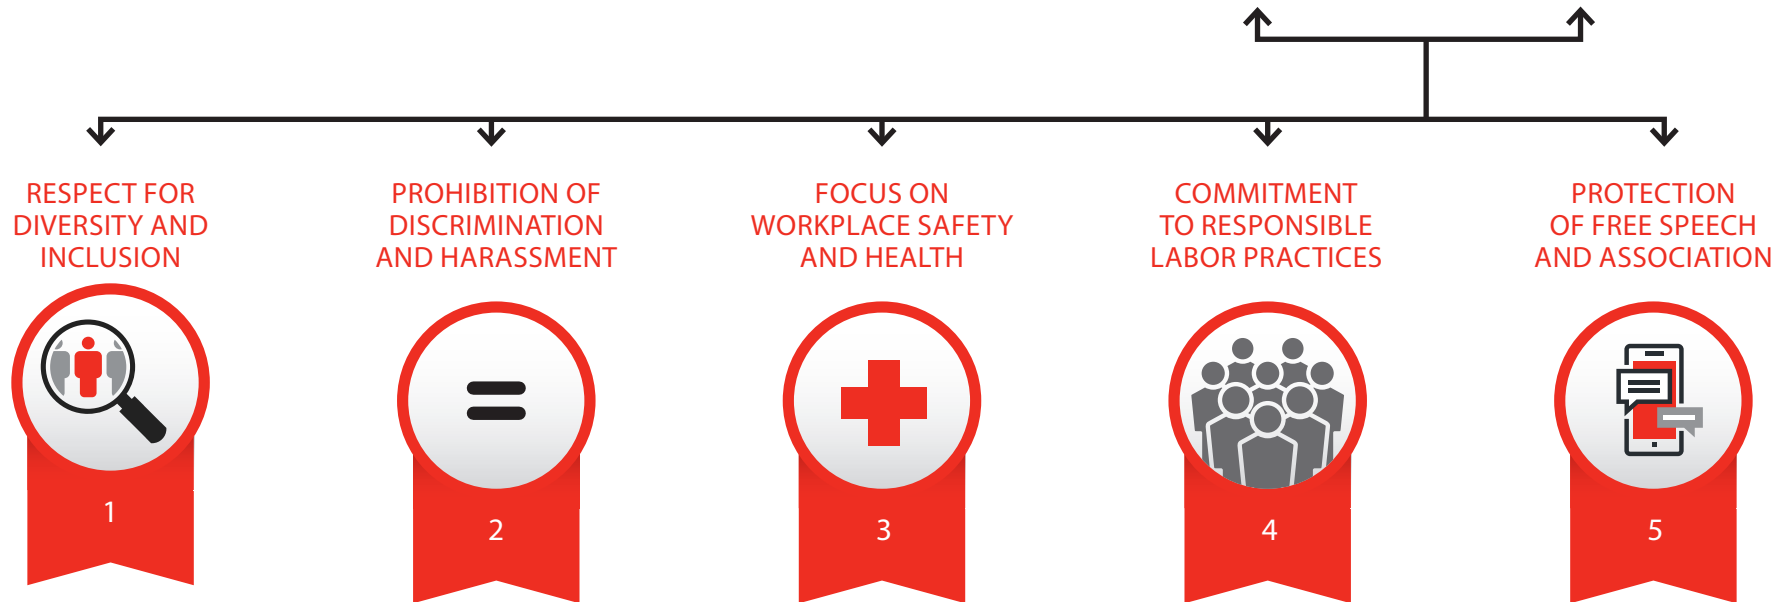 RESPECT FOR
DIVERSITY AND
INCLUSION
1
PROHIBITION OF
DISCRIMINATION
AND HARASSMENT
2
FOCUS ON
WORKPLACE SAFETY
AND HEALTH
3
COMMITMENT
TO RESPONSIBLE
LABOR PRACTICES
4
PROTECTION
OF FREE SPEECH
AND ASSOCIATION
5